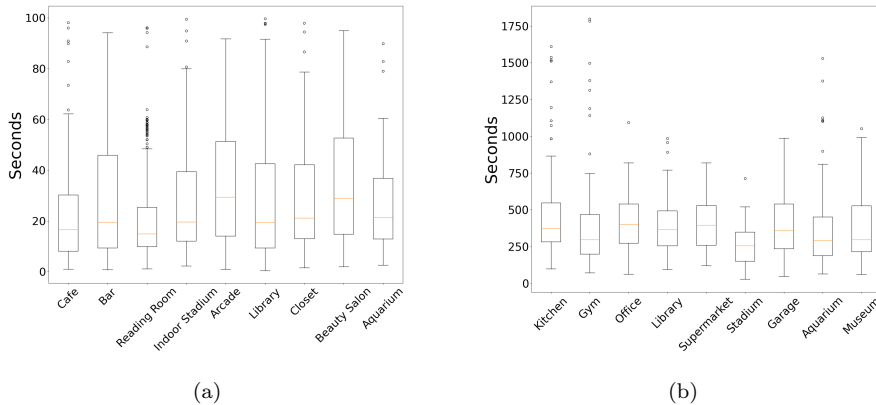 100
80
60
40
20
0
Seconds
Cafe
Bar
Reading Room
Indoor Stadium
Arcade
Library
Closet
Beauty Salon
Aquarium
(a)
1750
1500
1250
1000
750
500
250
0
Seconds
Kitchen
Gym
Office
Library
Supermarket
Stadium
Garage
Aquarium
Museum
(b)